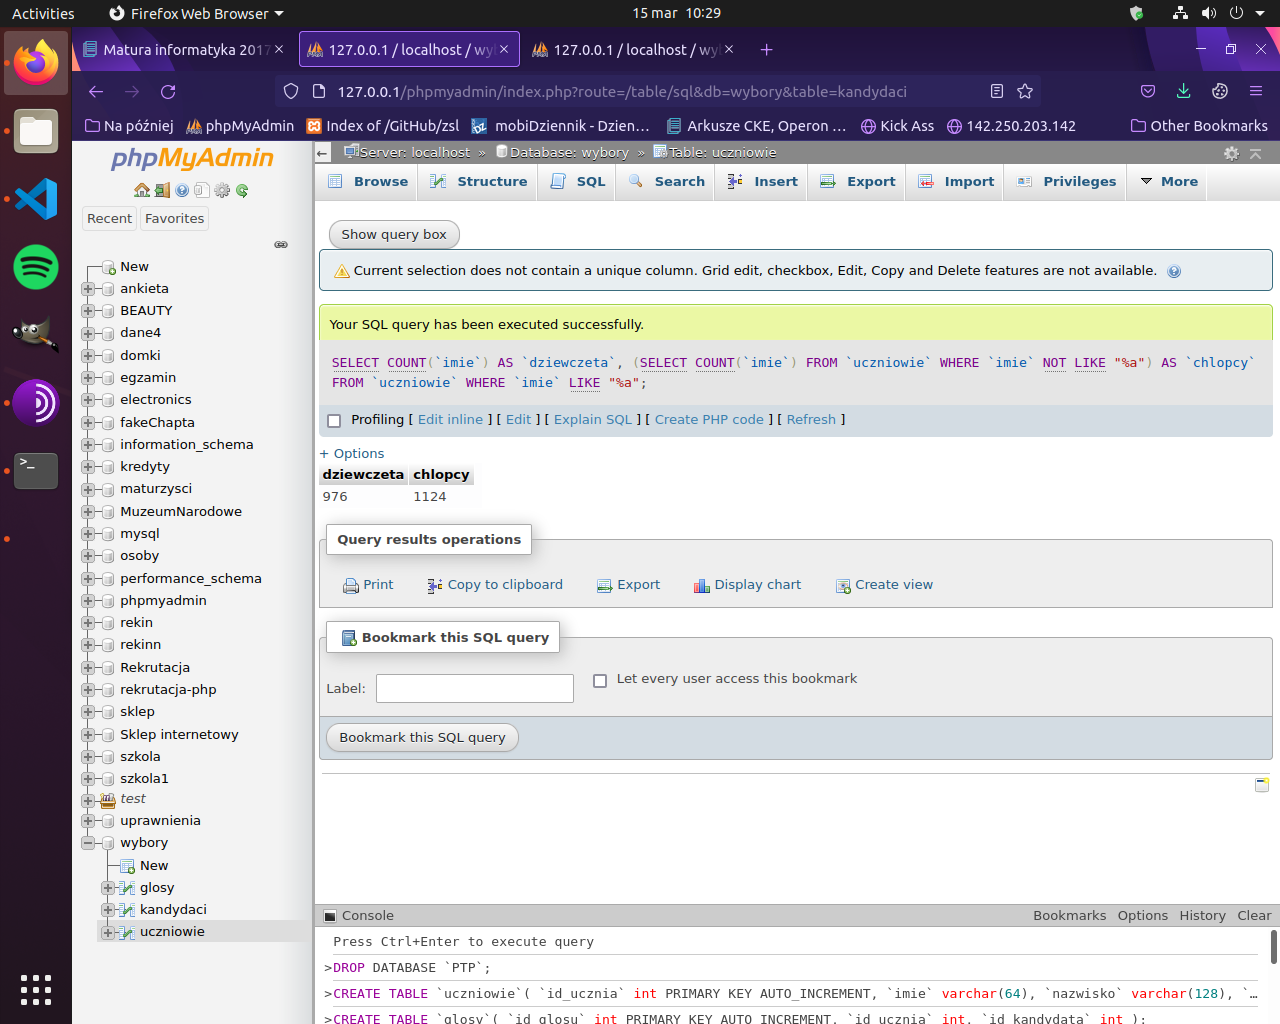 Activities Firefox Web Browser 15 mar 10:29
Matura informatyka 2017 127.0.0.1 / localhost / wyb 127.0.0.1 / localhost / wyl
127.0.0.1/phpmyadmin/index.php?route=/table/sql&db=wybory&table=kandydaci
Na później phpMyAdmin Index of /GitHub/zsl mobiDziennik - Dzien… Arkusze CKE, Operon … Kick Ass 142.250.203.142 Other Bookmarks
phpMyAdmin
Recent Favorites
New
ankieta
BEAUTY
dane4
domki
egzamin
electronics
fakeChapta
information_schema
kredyty
maturzysci
MuzeumNarodowe
mysql
osoby
performance_schema
phpmyadmin
rekin
rekinn
Rekrutacja
rekrutacja-php
sklep
Sklep internetowy
szkola
szkola1
test
uprawnienia
wybory
New
glosy
kandydaci
uczniowie
Server: localhost » Database: wybory » Table: uczniowie
Browse Structure SQL Search Insert Export Import Privileges More
Show query box
Current selection does not contain a unique column. Grid edit, checkbox, Edit, Copy and Delete features are not available.
Your SQL query has been executed successfully.
SELECT COUNT(`imie`) AS `dziewczeta`, (SELECT COUNT(`imie`) FROM `uczniowie` WHERE `imie` NOT LIKE "%a") AS `chlopcy`
FROM `uczniowie` WHERE `imie` LIKE "%a";
Profiling [ Edit inline ] [ Edit ] [ Explain SQL ] [ Create PHP code ] [ Refresh ]
+ Options
dziewczeta chlopcy
976 1124
Query results operations
Print Copy to clipboard Export Display chart Create view
Bookmark this SQL query
Label: Let every user access this bookmark
Bookmark this SQL query
Console Bookmarks Options History Clear
Press Ctrl+Enter to execute query
>DROP DATABASE `PTP`;
>CREATE TABLE `uczniowie`( `id_ucznia` int PRIMARY KEY AUTO_INCREMENT, `imie` varchar(64), `nazwisko` varchar(128), `…
>CREATE TABLE `glosy`( `id_glosu` int PRIMARY KEY AUTO_INCREMENT, `id_ucznia` int, `id_kandydata` int );